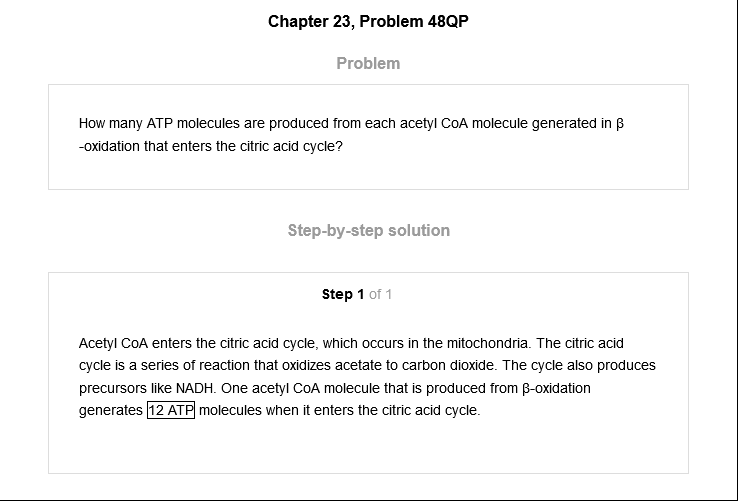 Chapter 23, Problem 48QP
Problem
How many ATP molecules are produced from each acetyl CoA molecule generated in β
-oxidation that enters the citric acid cycle?
Step-by-step solution
Step 1 of 1
Acetyl CoA enters the citric acid cycle, which occurs in the mitochondria. The citric acid
cycle is a series of reaction that oxidizes acetate to carbon dioxide. The cycle also produces
precursors like NADH. One acetyl CoA molecule that is produced from β-oxidation
generates 12 ATP molecules when it enters the citric acid cycle.